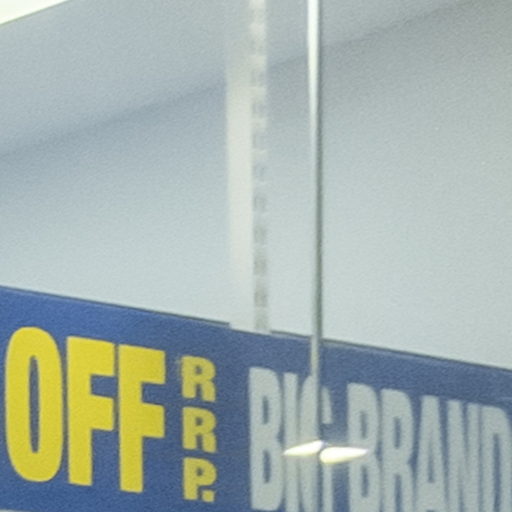 OFF RRP. BIG BRAND